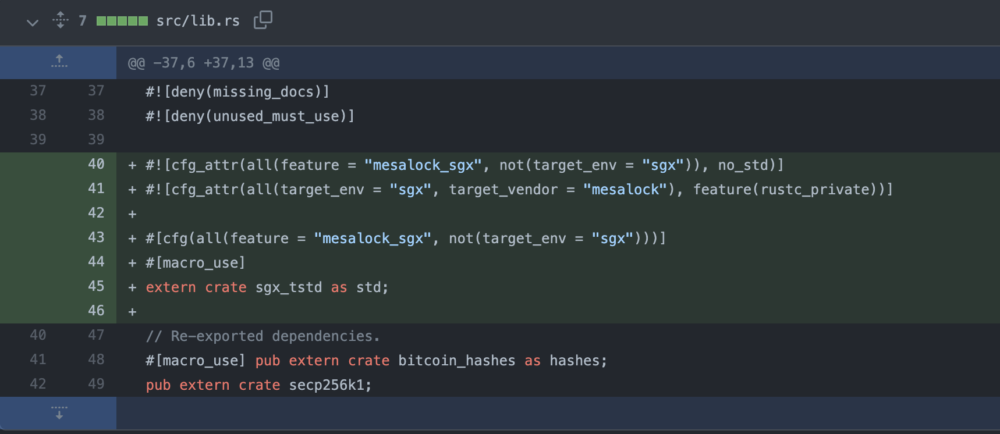 7 src/lib.rs
@@ -37,6 +37,13 @@
37 37 #![deny(missing_docs)]
38 38 #![deny(unused_must_use)]
39 39
40 + #![cfg_attr(all(feature = "mesalock_sgx", not(target_env = "sgx")), no_std)]
41 + #![cfg_attr(all(target_env = "sgx", target_vendor = "mesalock"), feature(rustc_private))]
42 +
43 + #[cfg(all(feature = "mesalock_sgx", not(target_env = "sgx")))]
44 + #[macro_use]
45 + extern crate sgx_tstd as std;
46 +
40 47 // Re-exported dependencies.
41 48 #[macro_use] pub extern crate bitcoin_hashes as hashes;
42 49 pub extern crate secp256k1;